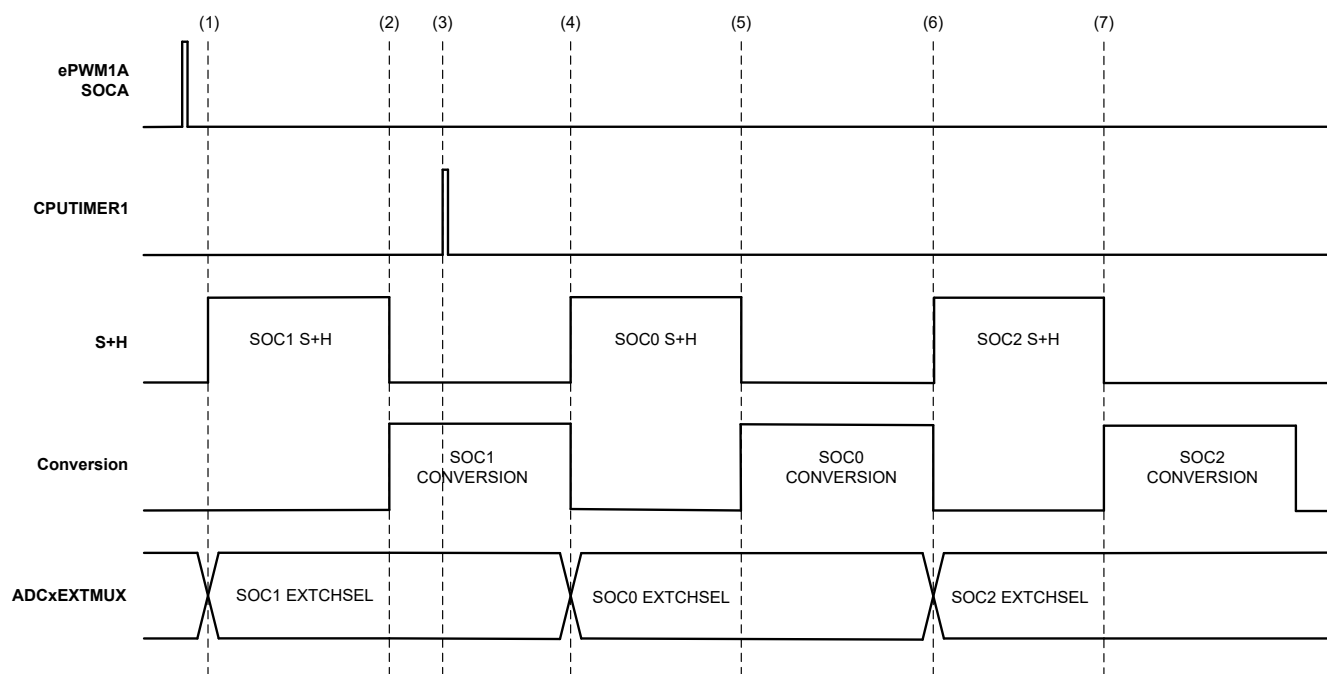 (1) (2) (3) (4) (5) (6) (7)
ePWM1A
SOCA
CPUTIMER1
S+H
SOC1 S+H
SOC0 S+H
SOC2 S+H
Conversion
SOC1
CONVERSION
SOC0
CONVERSION
SOC2
CONVERSION
ADCxEXTMUX
SOC1 EXTCHSEL
SOC0 EXTCHSEL
SOC2 EXTCHSEL